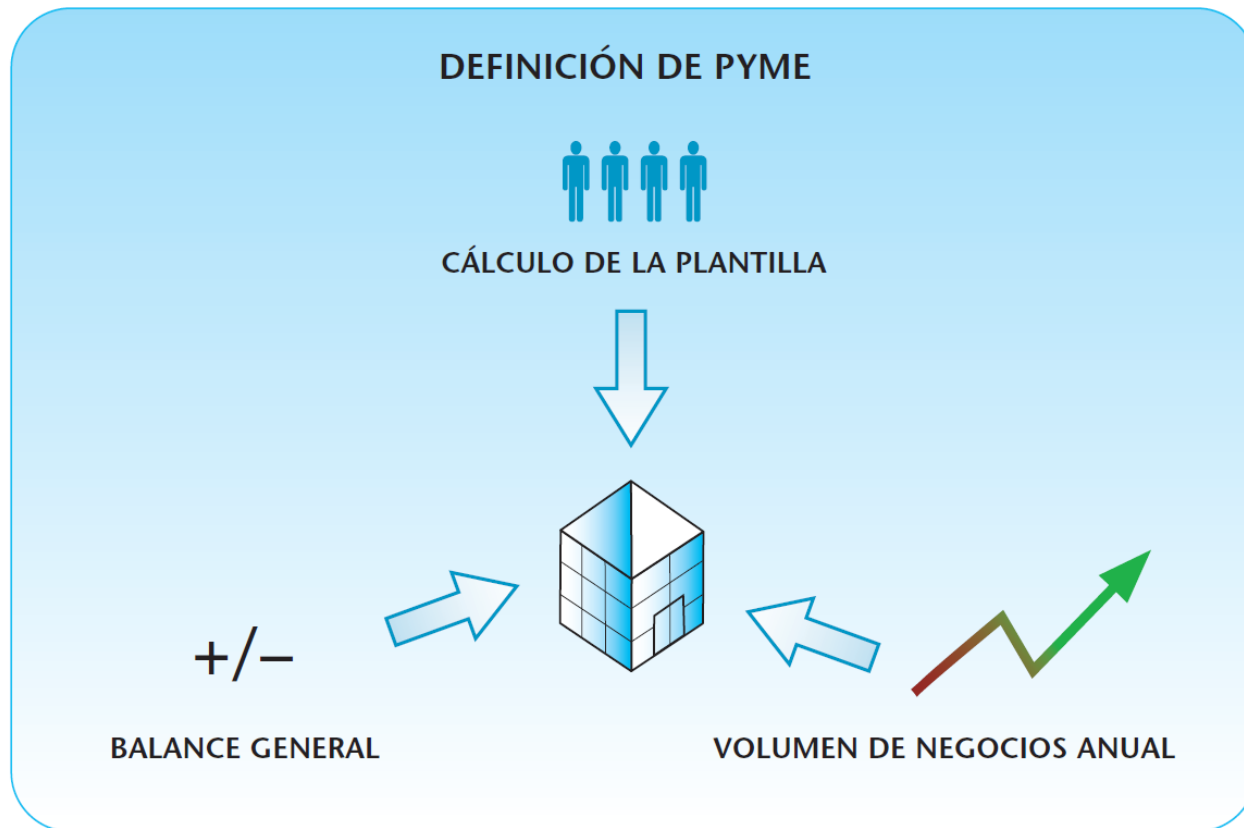 DEFINICIÓN DE PYME
CÁLCULO DE LA PLANTILLA
+/–
BALANCE GENERAL
VOLUMEN DE NEGOCIOS ANUAL